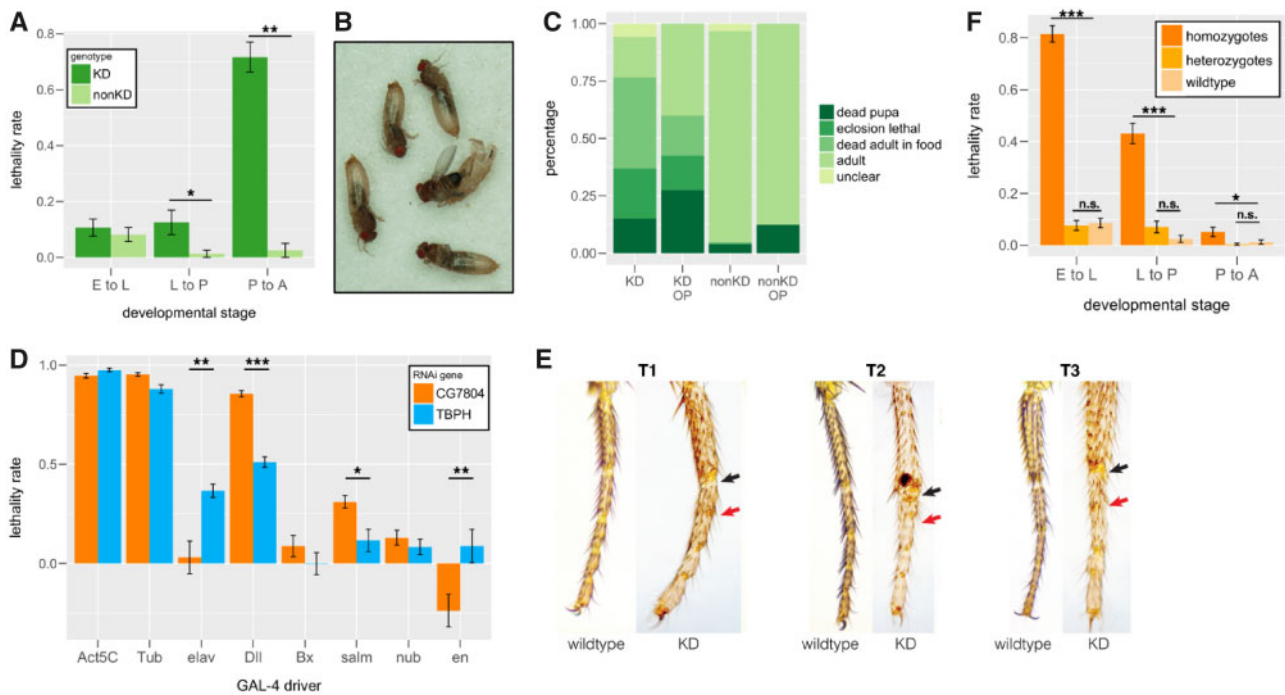 A
lethality rate
0.8
0.6
0.4
0.2
0.0
genotype
KD
nonKD
*
**
E to L
L to P
P to A
developmental stage
B
C
percentage
1.00
0.75
0.50
0.25
0.00
KD
KD OP
nonKD
nonKD OP
dead pupa
eclosion lethal
dead adult in food
adult
unclear
F
lethality rate
0.8
0.6
0.4
0.2
0.0
homozygotes
heterozygotes
wildtype
***
n.s.
***
n.s.
*
n.s.
E to L
L to P
P to A
developmental stage
D
lethality rate
1.0
0.5
0.0
RNAi gene
CG7804
TBPH
**
***
*
**
Act5C
Tub
elav
Dll
Bx
salm
nub
en
GAL-4 driver
E
T1
T2
T3
wildtype
KD
wildtype
KD
wildtype
KD